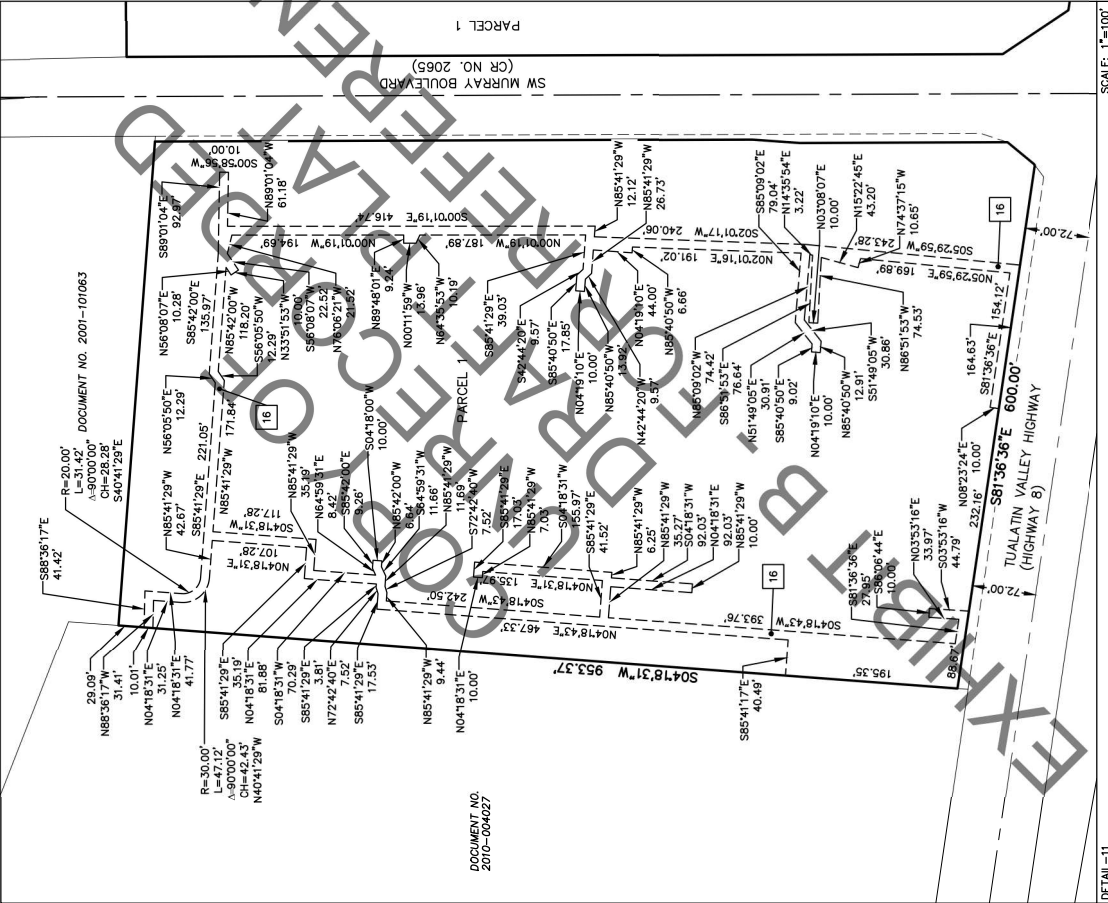 PARCEL 1
SW MURRAY BOULEVARD
(CR NO. 2065)
SCALE: 1"=100'
DOCUMENT NO. 2001-101063
S88°36'17"E
41.42'
R=20.00'
L=31.42'
Δ=90°00'00"
CH=28.28'
S40°41'29"E
N85°41'29"W
42.67'
S85°41'29"E 221.05'
N85°41'29"W 171.84'
N56°05'50"E
12.29'
16
N56°08'07"E
10.28'
S85°42'00"E
135.97'
N85°42'00"W
118.20'
S56°05'50"W
12.29'
N33°51'53"W
10.00'
S56°08'07"W
22.52'
N76°06'21"W
21.52'
S89°01'04"E
92.97'
S00°58'56"W
10.00'
N89°01'04"W
61.18'
S00°01'19"E 416.74'
N00°01'19"W 194.69'
N00°01'19"W 187.89'
N89°48'01"E
9.24'
N00°11'59"W
13.96'
N64°35'53"W
10.19'
29.09'
N88°36'17"W
31.41'
10.01'
N04°18'31"E
31.25'
N04°18'31"E
41.77'
R=30.00'
L=47.12'
Δ=90°00'00"
CH=42.43'
N40°41'29"W
N04°18'31"E
107.28'
S04°18'31"W
117.28'
N85°41'29"W
35.19'
N64°59'31"E
8.42'
S85°42'00"E
9.26'
S04°18'00"W
10.00'
N85°42'00"W
6.64'
S64°59'31"W
11.66'
N85°41'29"W
11.69'
S72°42'40"W
7.52'
S85°41'29"E
17.03'
N85°41'29"W
7.03'
S04°18'31"W
155.97'
S85°41'29"E
41.52'
S85°41'29"E
35.19'
N04°18'31"E
81.88'
S04°18'31"W
70.29'
S85°41'29"E
3.81'
N72°42'40"E
7.52'
S85°41'29"E
17.53'
N85°41'29"W
9.44'
N04°18'31"E
10.00'
S04°18'43"W 242.50'
N04°18'31"E 135.97'
N04°18'43"E 467.33'
DOCUMENT NO.
2010-004027
PARCEL 1
S85°41'29"E
39.03'
S42°44'20"E
9.57'
S85°40'50"E
17.85'
N04°19'10"E
10.00'
N85°40'50"W
13.92'
N42°44'20"W
9.57'
N85°41'29"W
12.12'
N85°41'29"W
26.73'
N04°19'10"E
44.00'
N85°40'50"W
6.66'
S02°01'17"W 240.06'
N02°01'16"E 191.02'
N85°41'29"W
6.25'
N85°41'29"W
35.27'
S04°18'31"W
92.03'
N04°18'31"E
92.03'
N85°41'29"W
10.00'
S04°18'43"W 393.76'
16
S04°18'31"W 953.37'
S85°41'17"E
40.49'
195.35'
88.67'
S85°09'02"E
79.04'
N14°35'54"E
3.22'
N03°08'07"E
10.00'
N15°22'45"E
43.20'
N74°37'15"W
10.65'
N85°09'02"W
74.42'
S86°51'53"E
76.64'
N51°49'05"E
30.91'
S85°40'50"E
9.02'
N04°19'10"E
10.00'
N85°40'50"W
12.91'
S51°49'05"W
30.86'
N86°51'53"W
74.53'
S05°29'59"W 243.28'
N05°29'59"E 169.89'
16
164.63'
S81°36'36"E 154.12'
S81°36'36"E 600.00'
N08°23'24"E
10.00'
232.16'
N03°53'16"E
33.97'
S03°53'16"W
44.79'
S81°36'36"E
27.95'
S86°06'44"E
10.00'
72.00'
72.00'
TUALATIN VALLEY HIGHWAY
(HIGHWAY 8)
DETAIL-11
COPY OF RECORDED
UNDERC PLAT
EXHIBIT B